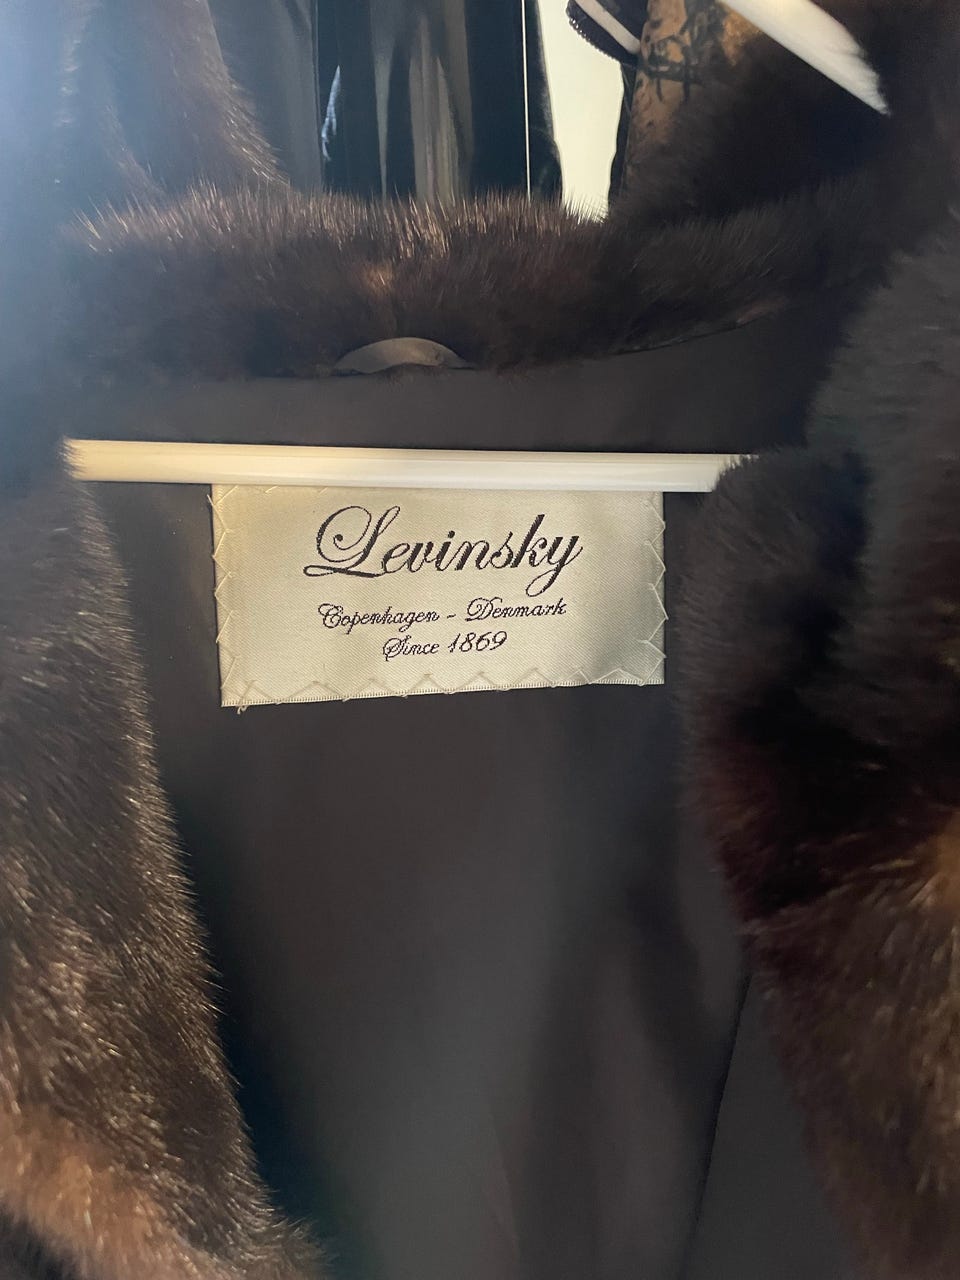 Levinsky
Copenhagen - Denmark
Since 1869